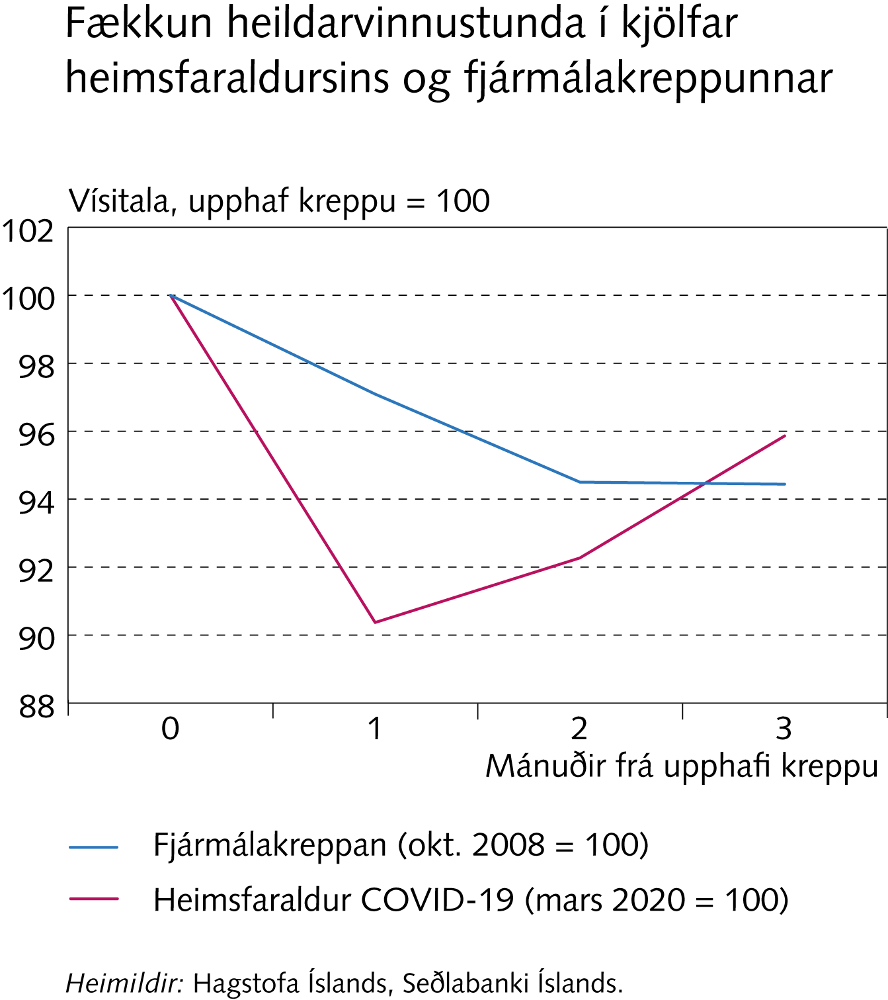 Fækkun heildarvinnustunda í kjölfar
heimsfaraldursins og fjármálakreppunnar
Vísitala, upphaf kreppu = 100
102
100
98
96
94
92
90
88
0 1 2 3
Mánuðir frá upphafi kreppu
Fjármálakreppan (okt. 2008 = 100)
Heimsfaraldur COVID-19 (mars 2020 = 100)
Heimildir: Hagstofa Íslands, Seðlabanki Íslands.